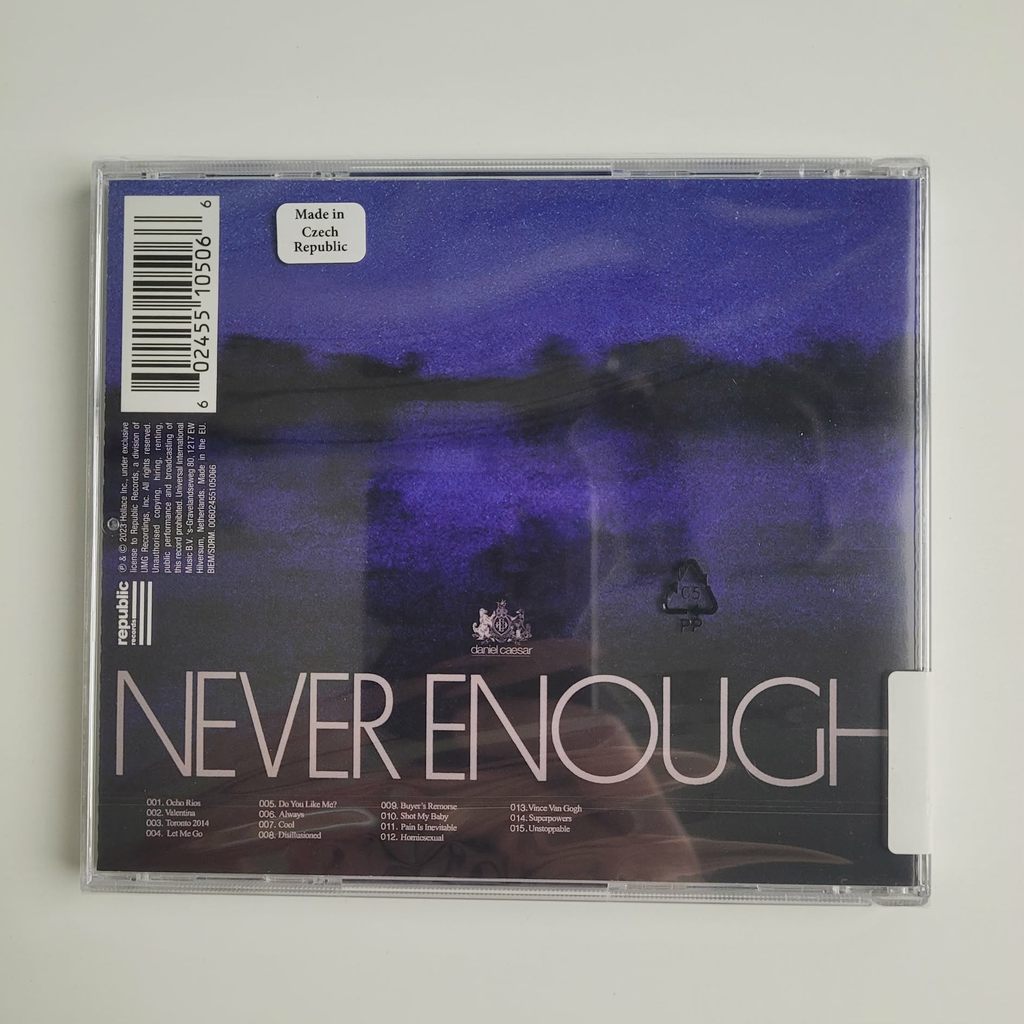 6 02455 10506 6
Made in
Czech
Republic
℗ & © 2023 Hollace Inc., under exclusive
license to Republic Records, a division of
UMG Recordings, Inc. All rights reserved.
Unauthorised copying, hiring, renting,
public performance and broadcasting of
this record prohibited. Universal International
Music B.V. 's-Gravelandseweg 80, 1217 EW
Hilversum, Netherlands. Made in the EU.
BIEM/SDRM. 00602455105066
republic
records
05
PP
daniel caesar
NEVER ENOUGH
001. Ocho Rios
002. Valentina
003. Toronto 2014
004. Let Me Go
005. Do You Like Me?
006. Always
007. Cool
008. Disillusioned
009. Buyer's Remorse
010. Shot My Baby
011. Pain Is Inevitable
012. Homiesexual
013. Vince Van Gogh
014. Superpowers
015. Unstoppable